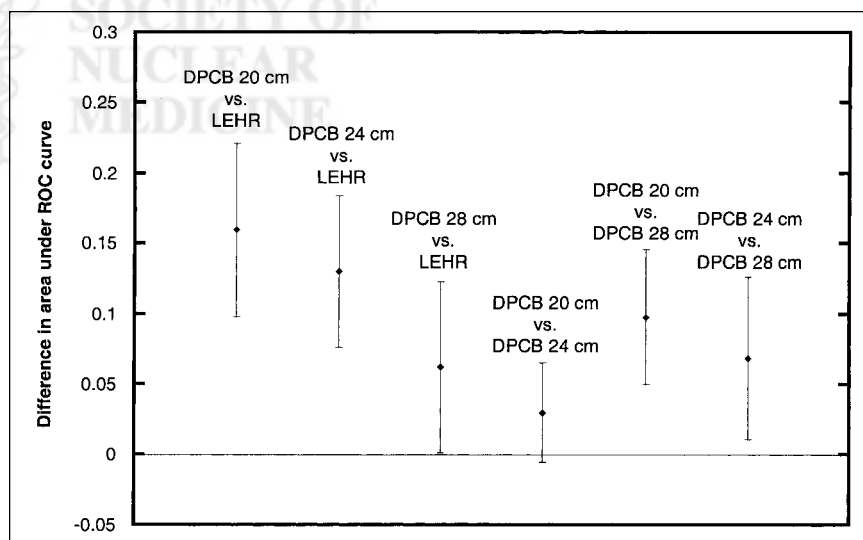 SOCIETY OF
NUCLEAR
MEDICINE
Difference in area under ROC curve
0.3
0.25
0.2
0.15
0.1
0.05
0
-0.05
DPCB 20 cm
vs.
LEHR
DPCB 24 cm
vs.
LEHR
DPCB 28 cm
vs.
LEHR
DPCB 20 cm
vs.
DPCB 24 cm
DPCB 20 cm
vs.
DPCB 28 cm
DPCB 24 cm
vs.
DPCB 28 cm